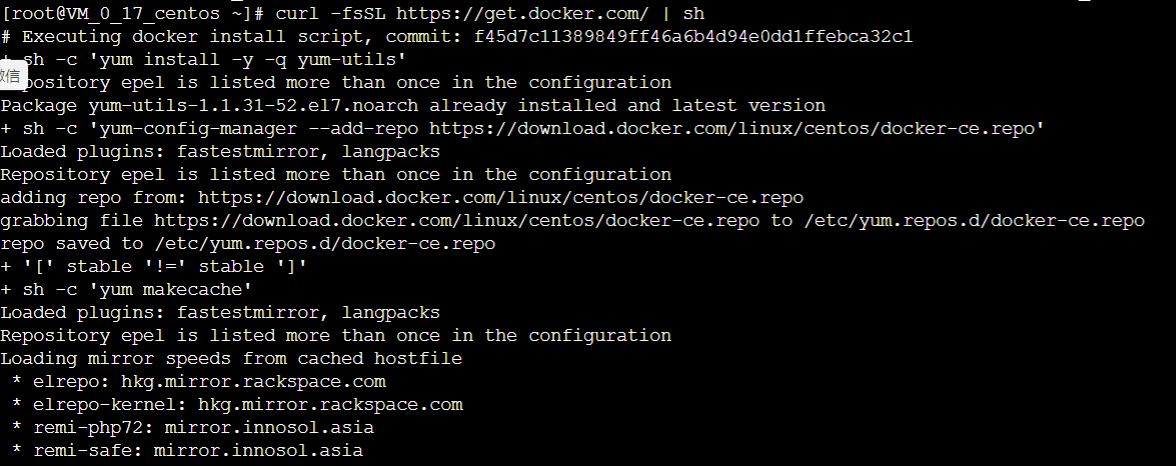 [root@VM_0_17_centos ~]# curl -fsSL https://get.docker.com/ | sh
# Executing docker install script, commit: f45d7c11389849ff46a6b4d94e0dd1ffebca32c1
+ sh -c 'yum install -y -q yum-utils'
微信
pository epel is listed more than once in the configuration
Package yum-utils-1.1.31-52.el7.noarch already installed and latest version
+ sh -c 'yum-config-manager --add-repo https://download.docker.com/linux/centos/docker-ce.repo'
Loaded plugins: fastestmirror, langpacks
Repository epel is listed more than once in the configuration
adding repo from: https://download.docker.com/linux/centos/docker-ce.repo
grabbing file https://download.docker.com/linux/centos/docker-ce.repo to /etc/yum.repos.d/docker-ce.repo
repo saved to /etc/yum.repos.d/docker-ce.repo
+ '[' stable '!=' stable ']'
+ sh -c 'yum makecache'
Loaded plugins: fastestmirror, langpacks
Repository epel is listed more than once in the configuration
Loading mirror speeds from cached hostfile
 * elrepo: hkg.mirror.rackspace.com
 * elrepo-kernel: hkg.mirror.rackspace.com
 * remi-php72: mirror.innosol.asia
 * remi-safe: mirror.innosol.asia